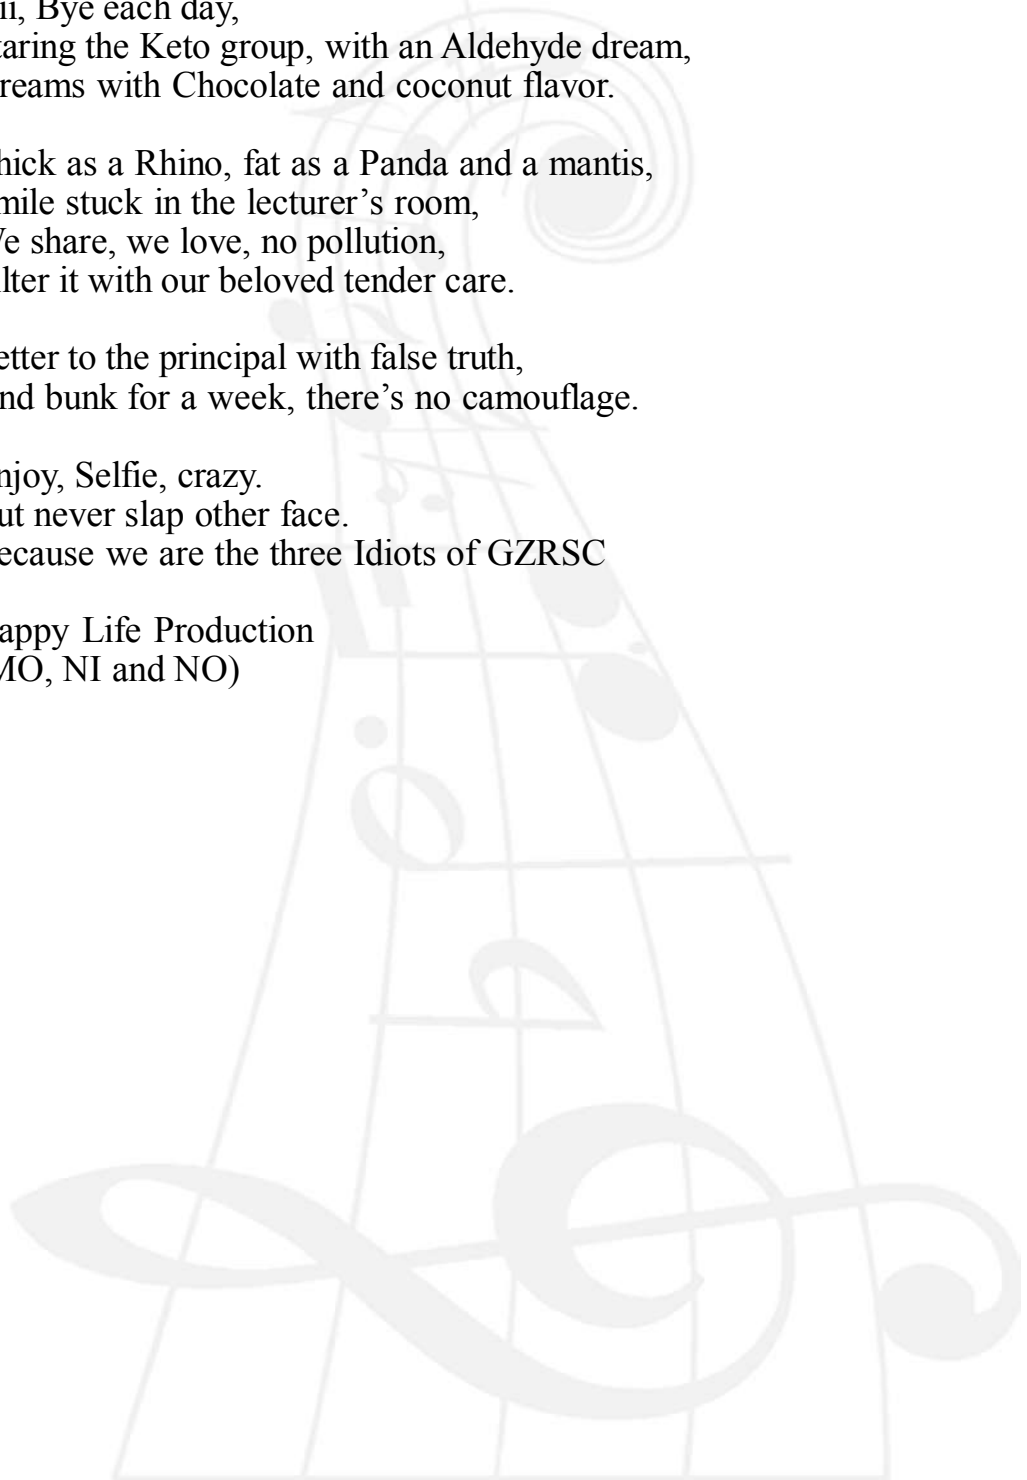 ii, Bye each day,
taring the Keto group, with an Aldehyde dream,
reams with Chocolate and coconut flavor.
hick as a Rhino, fat as a Panda and a mantis,
mile stuck in the lecturer’s room,
e share, we love, no pollution,
lter it with our beloved tender care.
etter to the principal with false truth,
nd bunk for a week, there’s no camouflage.
njoy, Selfie, crazy.
ut never slap other face.
ecause we are the three Idiots of GZRSC
appy Life Production
MO, NI and NO)